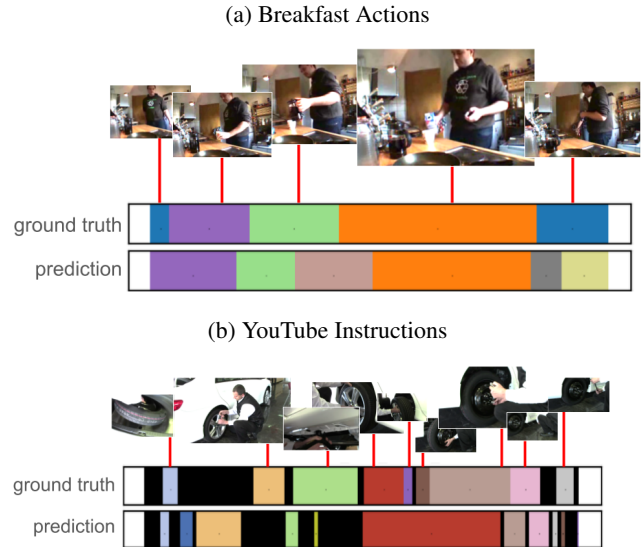 (a) Breakfast Actions
ground truth
prediction
(b) YouTube Instructions
ground truth
prediction